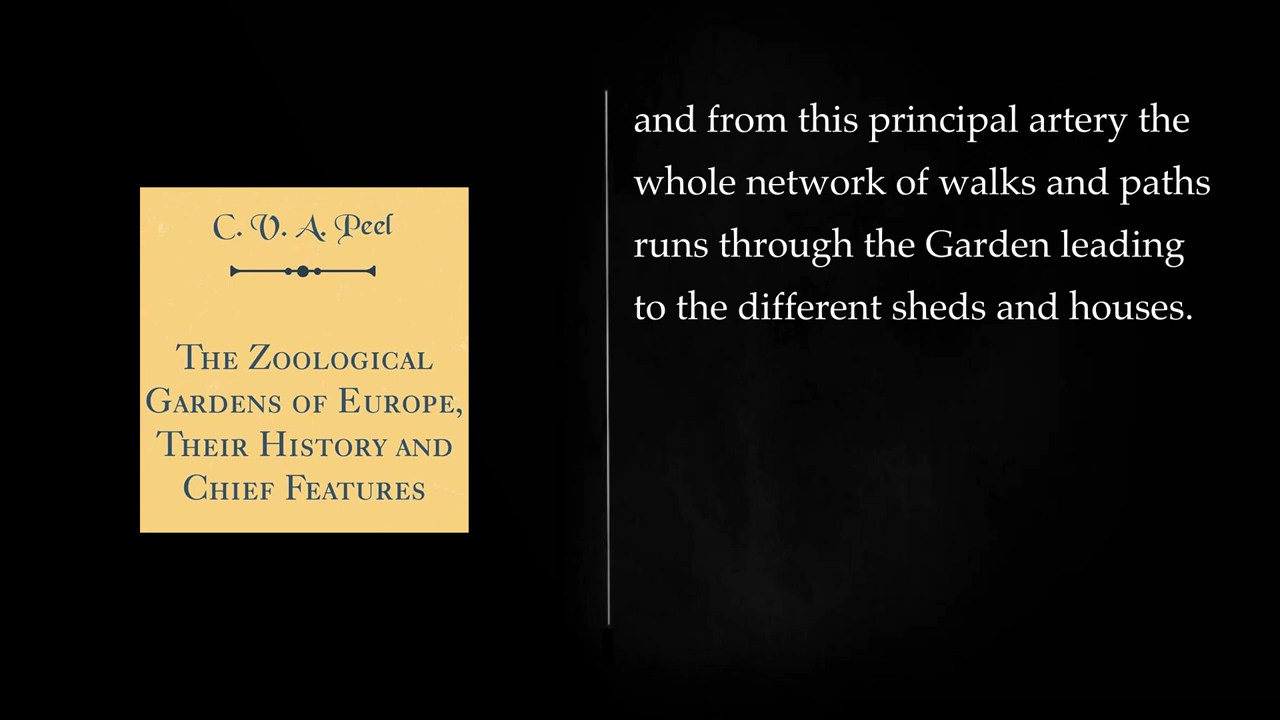 C. V. A. Peel
The Zoological
Gardens of Europe,
Their History and
Chief Features
and from this principal artery the
whole network of walks and paths
runs through the Garden leading
to the different sheds and houses.